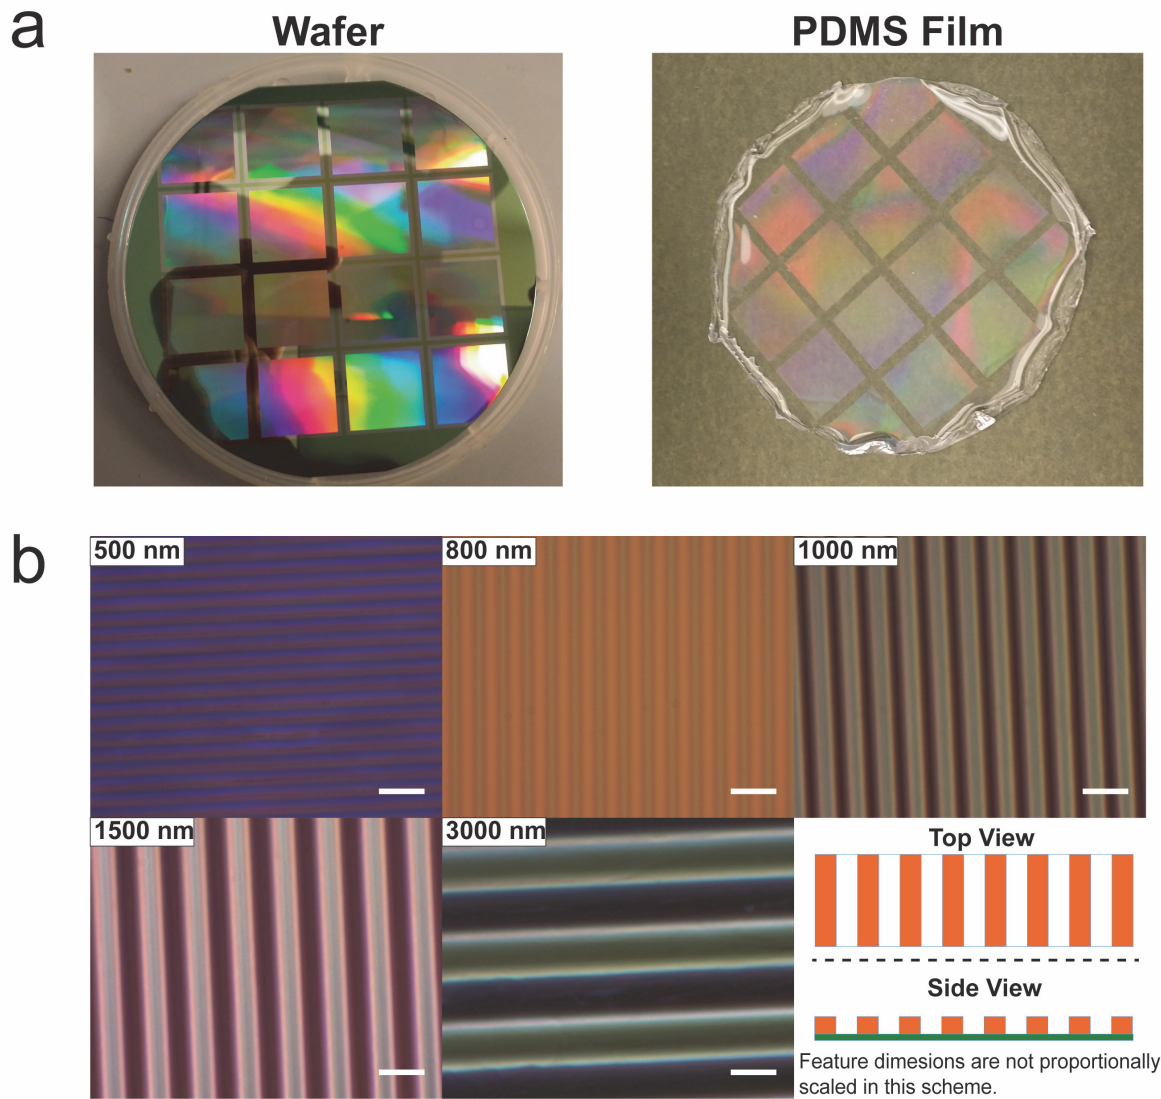 a
Wafer
PDMS Film
b
500 nm
800 nm
1000 nm
1500 nm
3000 nm
Top View
Side View
Feature dimesions are not proportionally
scaled in this scheme.